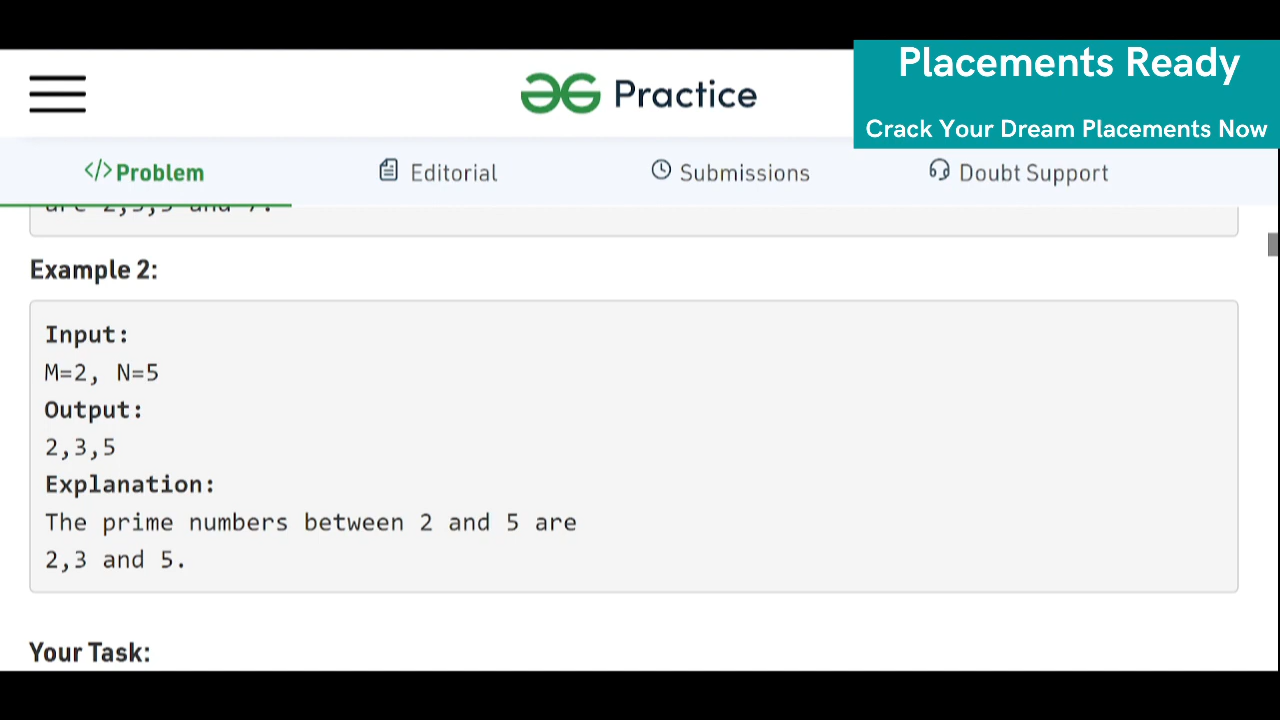 Placements Ready
Practice
Crack Your Dream Placements Now
</> Problem
Editorial
Submissions
Doubt Support
Example 2:
Input:
M=2, N=5
Output:
2,3,5
Explanation:
The prime numbers between 2 and 5 are
2,3 and 5.
Your Task: